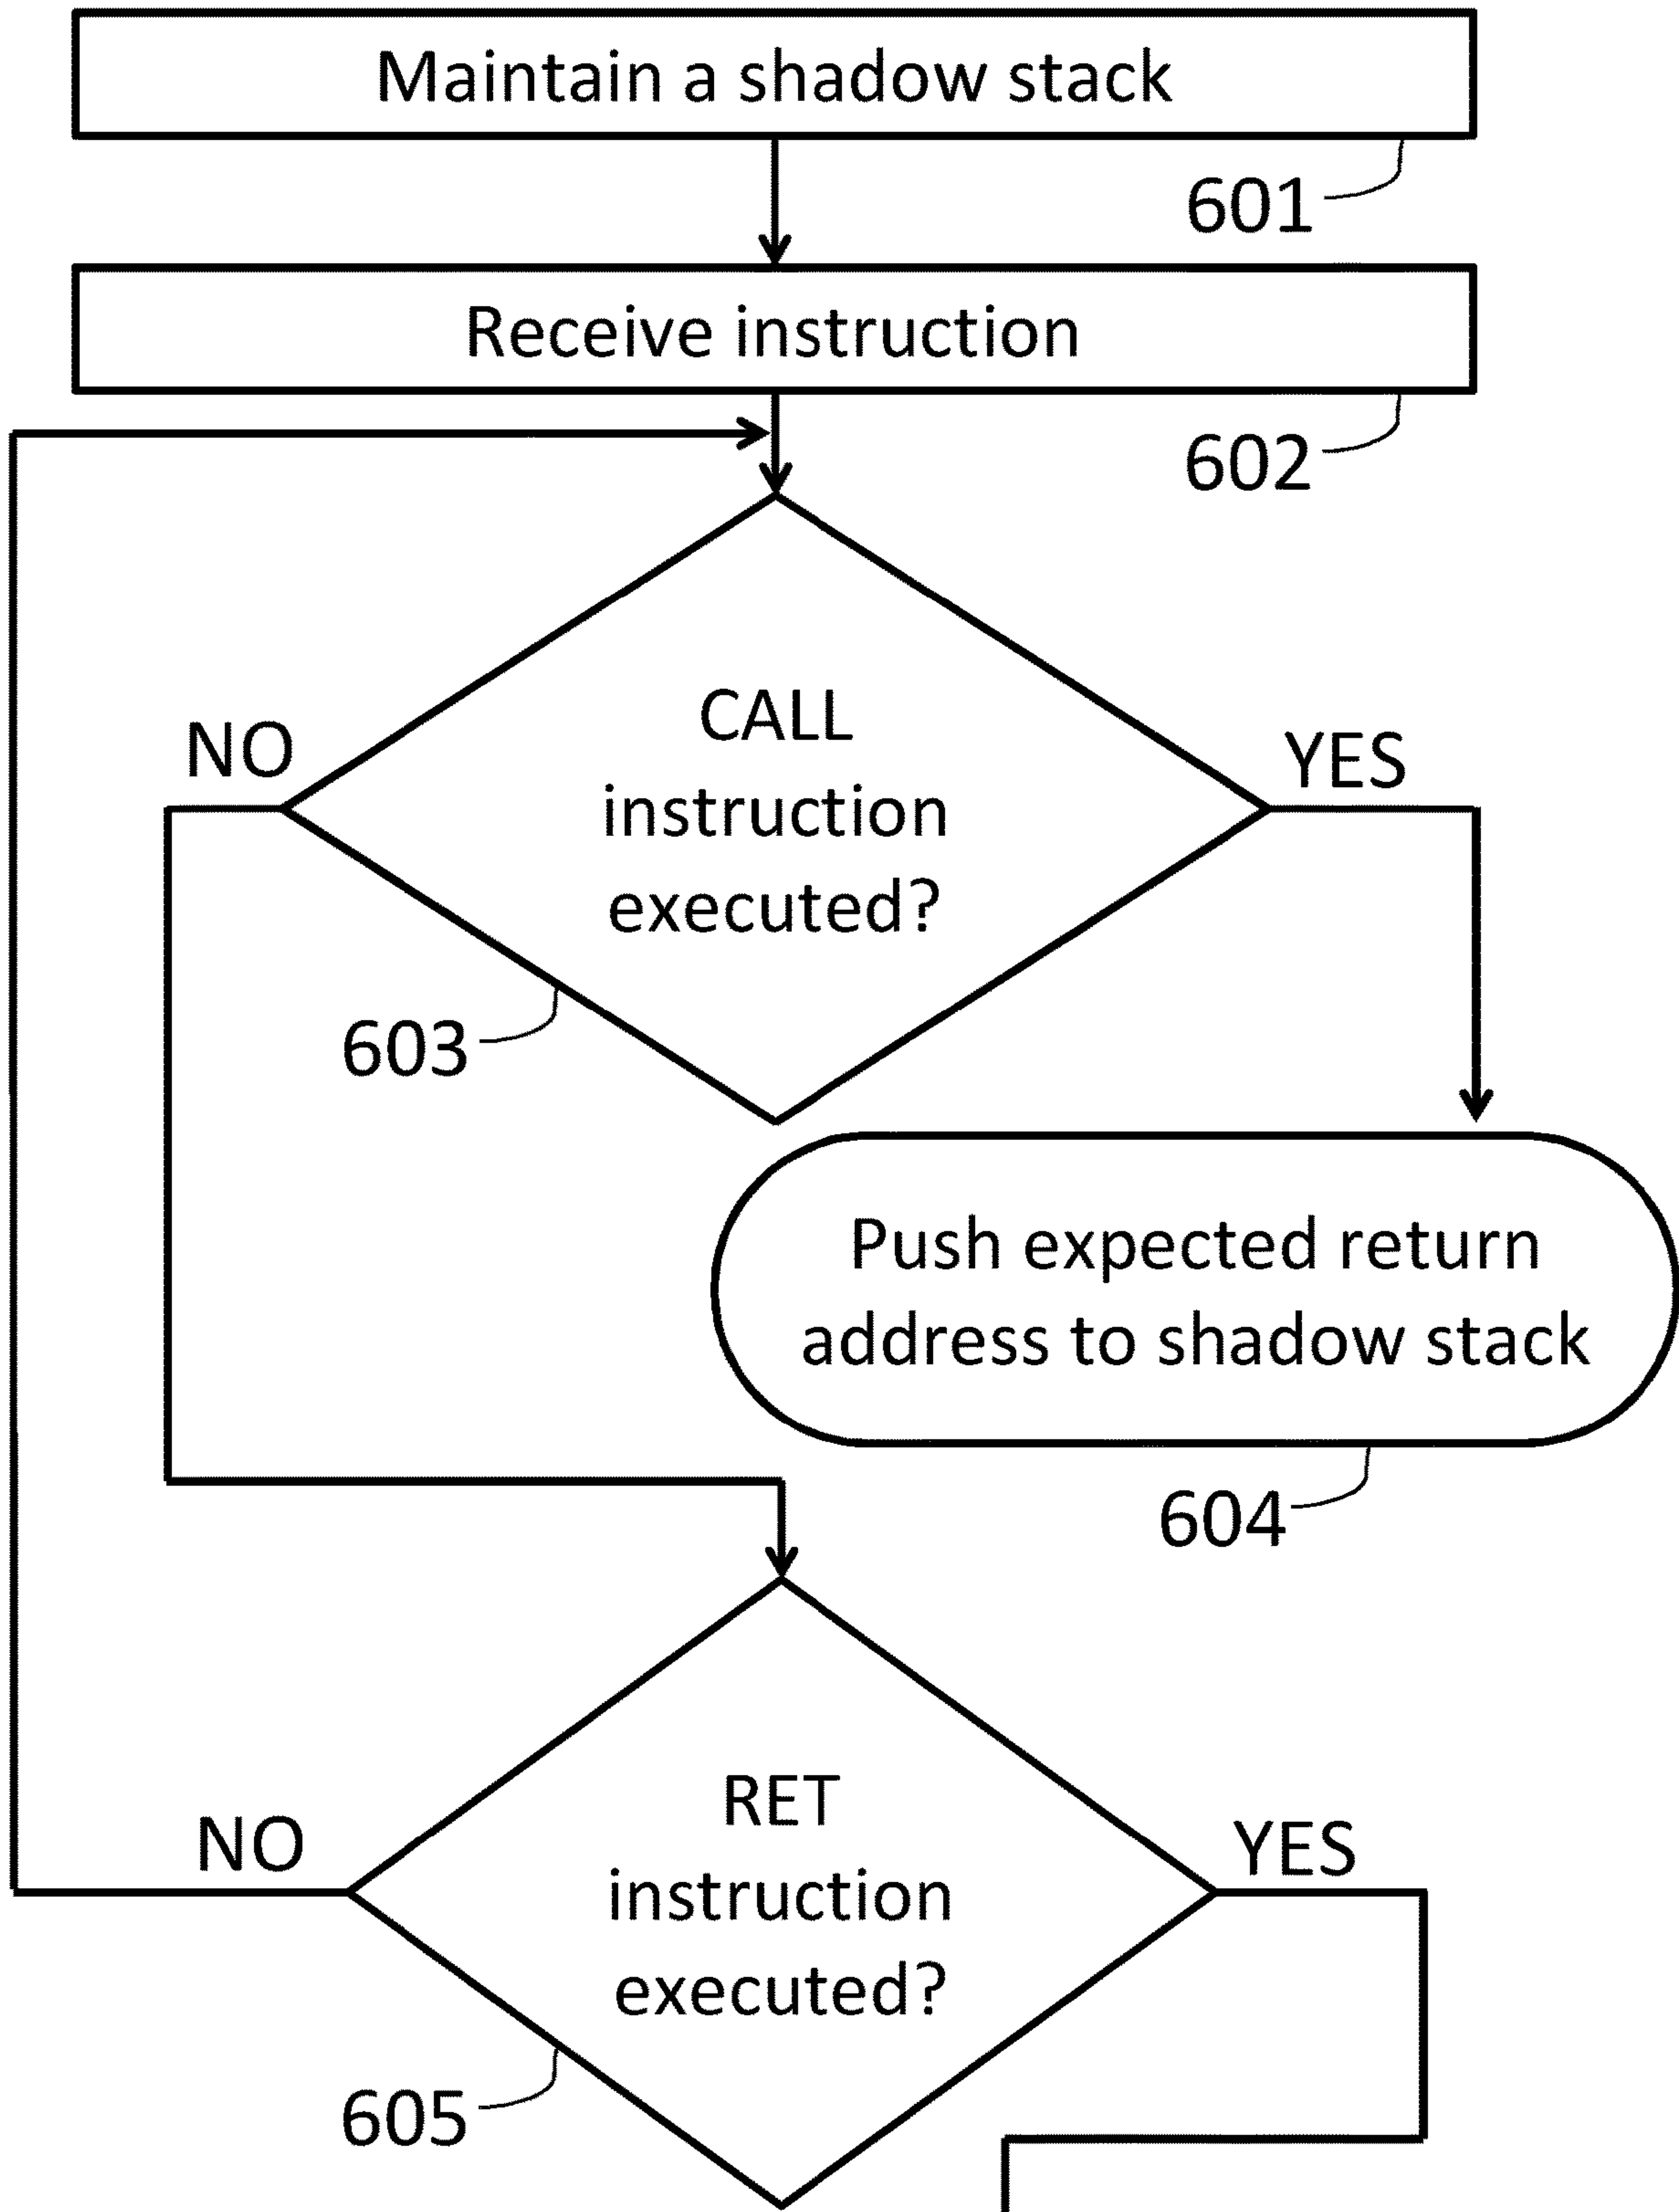 Maintain a shadow stack
601
Receive instruction
602
CALL
instruction
executed?
NO
YES
603
Push expected return
address to shadow stack
604
RET
instruction
executed?
NO
YES
605